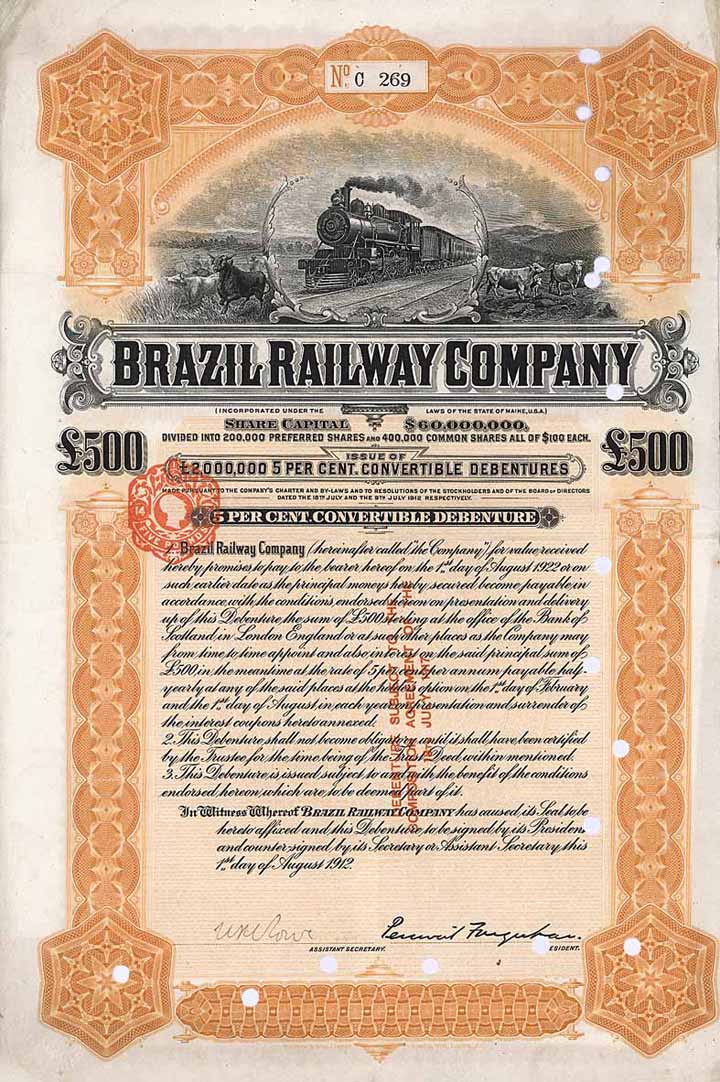 No. C 269
BRAZIL RAILWAY COMPANY
(INCORPORATED UNDER THE LAWS OF THE STATE OF MAINE, U.S.A.)
SHARE CAPITAL $60,000,000,
DIVIDED INTO 200,000 PREFERRED SHARES AND 400,000 COMMON SHARES ALL OF $100 EACH.
£500 £500
ISSUE OF
£2,000,000 5 PER CENT. CONVERTIBLE DEBENTURES
MADE PURSUANT TO THE COMPANY'S CHARTER AND BY-LAWS AND TO RESOLUTIONS OF THE STOCKHOLDERS AND OF THE BOARD OF DIRECTORS
DATED THE 18TH JULY AND THE 9TH JULY 1912 RESPECTIVELY.
5 PER CENT. CONVERTIBLE DEBENTURE
1. Brazil Railway Company (hereinafter called "the Company") for value received
hereby promises to pay to the bearer hereof on the 1st day of August 1922 or on
such earlier date as the principal moneys hereby secured become payable in
accordance with the conditions endorsed hereon on presentation and delivery
up of this Debenture the sum of £500 sterling at the office of the Bank of
Scotland, in London England or at such other places as the Company may
from time to time appoint and also interest on the said principal sum of
£500 in the meantime at the rate of 5 per cent per annum payable half-
yearly at any of the said places at the holder's option on the 1st day of February
and the 1st day of August in each year on presentation and surrender of
the interest coupons hereto annexed.
2. This Debenture shall not become obligatory until it shall have been certified
by the Trustee for the time being of the Trust Deed within mentioned.
3. This Debenture is issued subject to and with the benefit of the conditions
endorsed hereon which are to be deemed part of it.
In Witness Whereof BRAZIL RAILWAY COMPANY has caused its Seal to be
hereto affixed and this Debenture to be signed by its President
and counter-signed by its Secretary or Assistant Secretary this
1st day of August 1912.
DEBENTURE SUBJECT TO THE
COMPOSITION AGREEMENT OF THE
JULY 1917
Percival Farquhar.
ASSISTANT SECRETARY. ESIDENT.